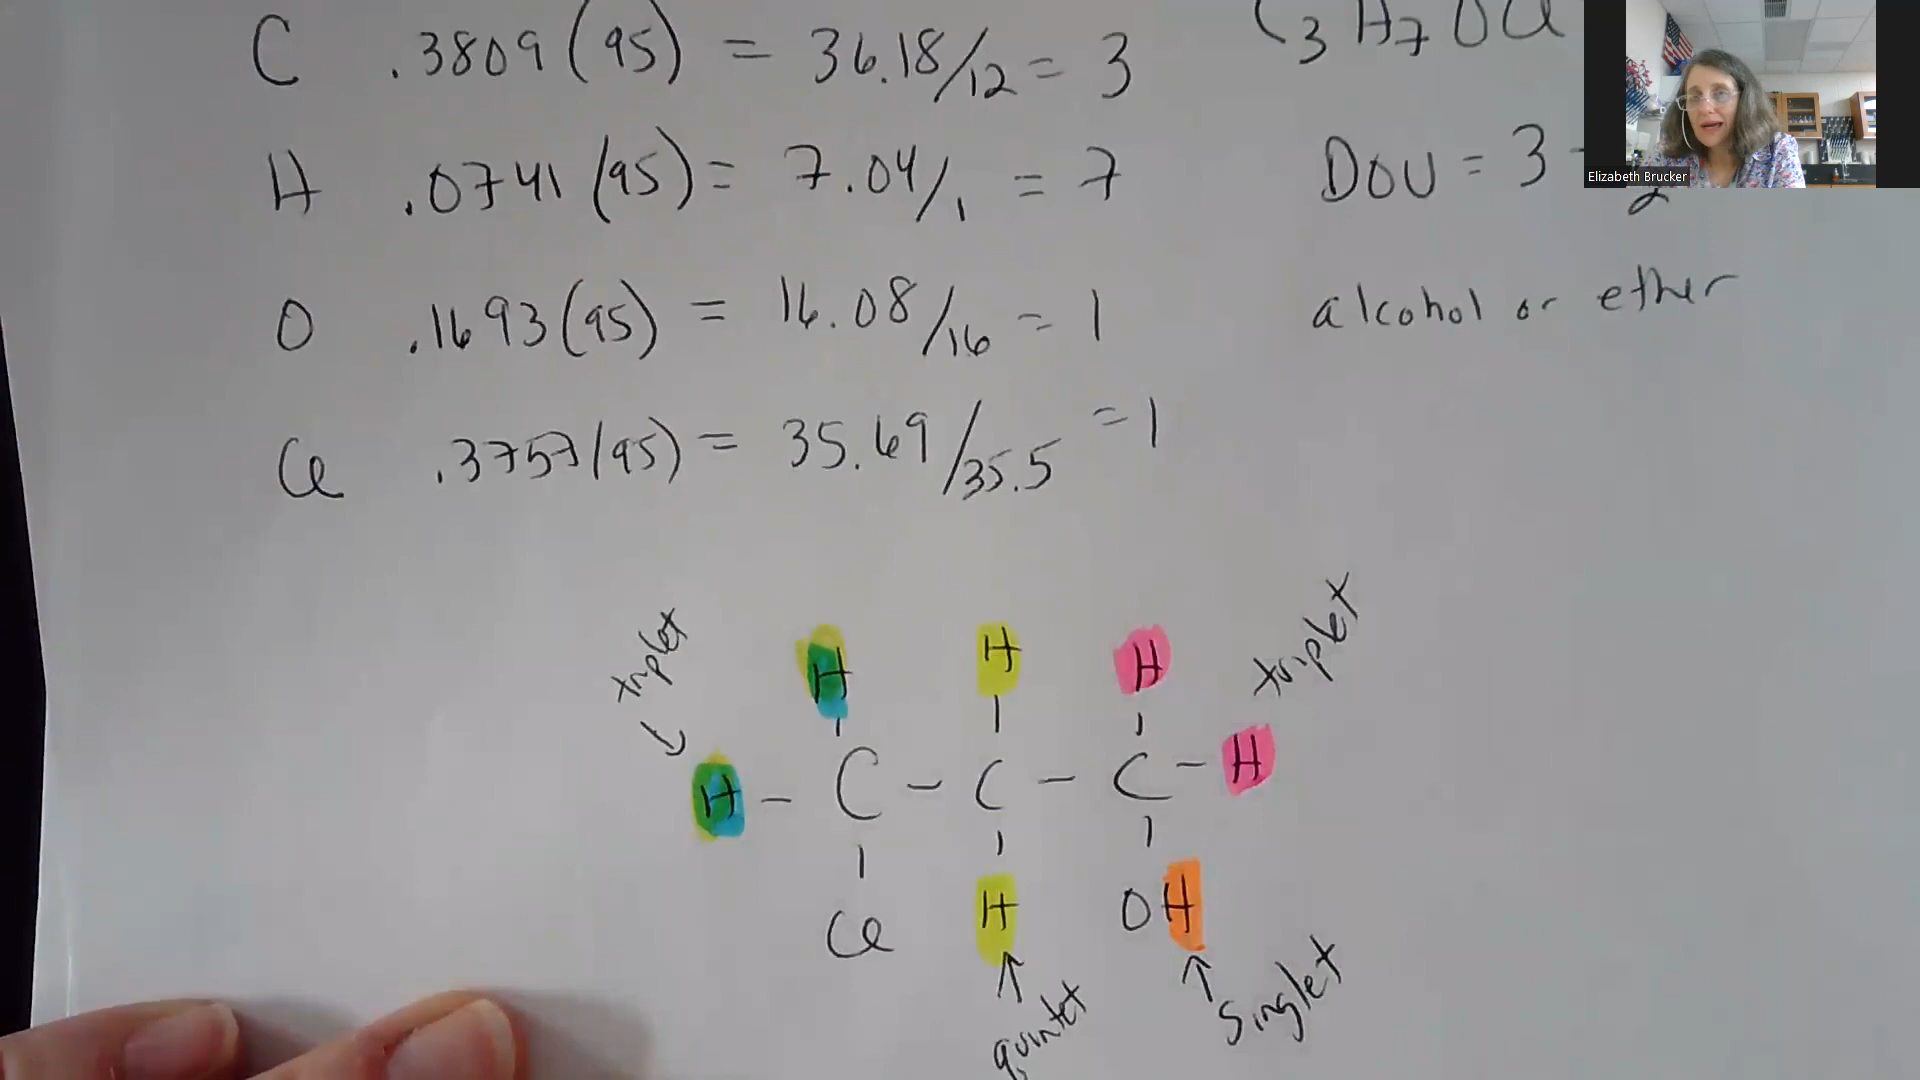 C .3809 (95) = 36.18/12 = 3
C3H7OCl
H .0741 (95) = 7.04/1 = 7
DOU = 3 -
2
Elizabeth Brucker
O .1693 (95) = 16.08/16 = 1
alcohol or ether
Cl .3757 (95) = 35.69/35.5 = 1
triplet
triplet
H H H
H - C - C - C - H
Cl H OH
quintet
Singlet